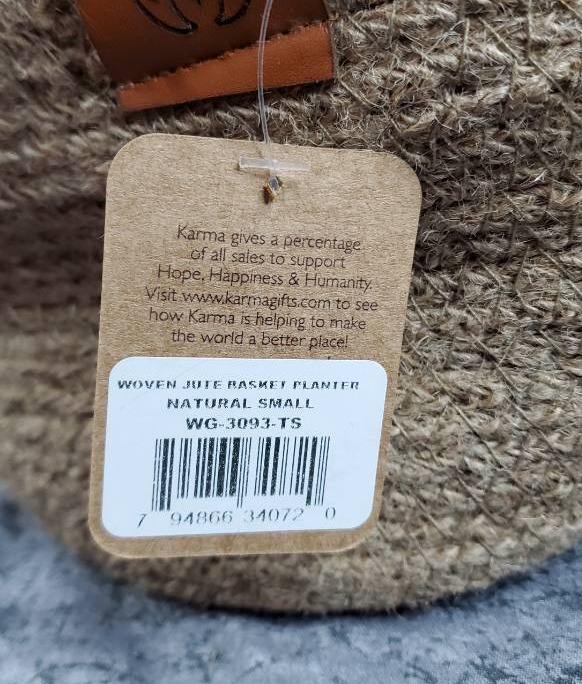 Karma gives a percentage
of all sales to support
Hope, Happiness & Humanity.
Visit www.karmagifts.com to see
how Karma is helping to make
the world a better place!
WOVEN JUTE BASKET PLANTER
NATURAL SMALL
WG-3093-TS
7 94866 34072 0